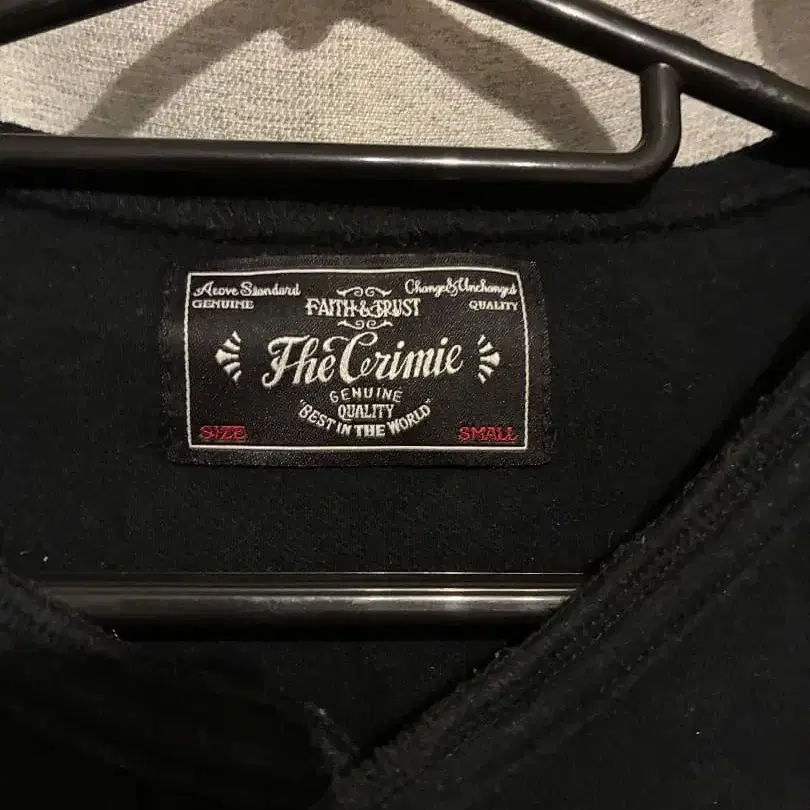 Above Standard
GENUINE
FAITH & TRUST
Change & Unchanged
QUALITY
The Crimie
GENUINE
QUALITY
"BEST IN THE WORLD"
SIZE
SMALL